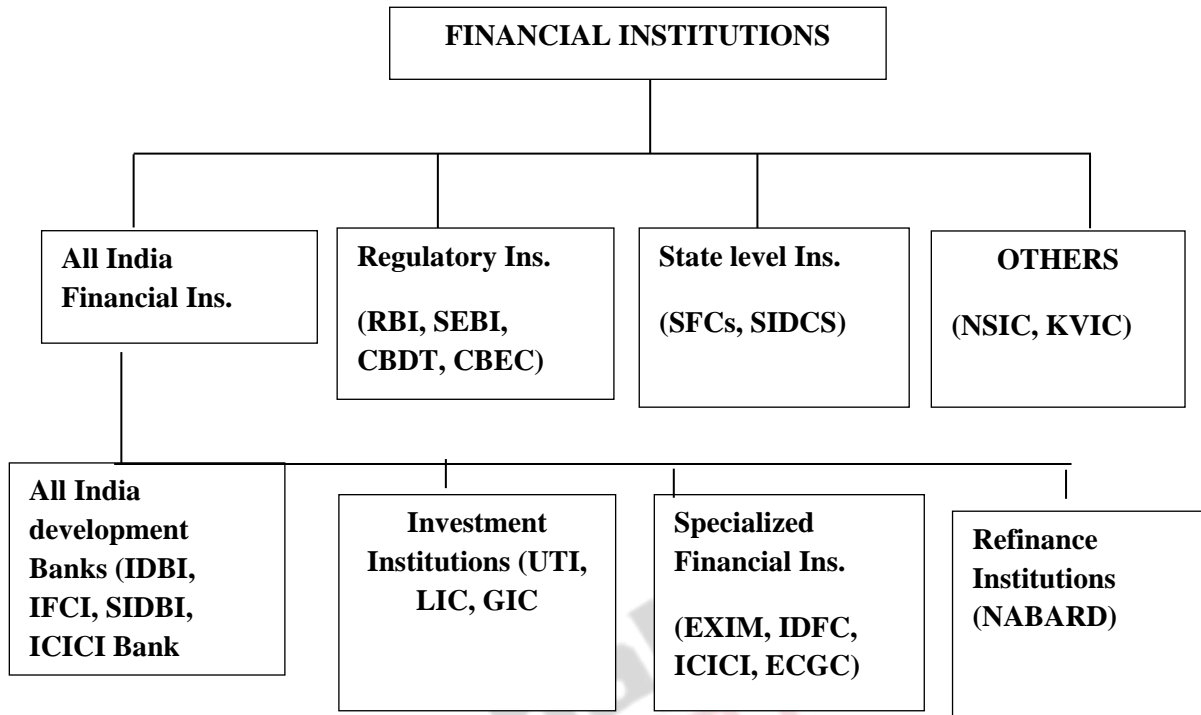 FINANCIAL INSTITUTIONS
All India
Financial Ins.
Regulatory Ins.
(RBI, SEBI,
CBDT, CBEC)
State level Ins.
(SFCs, SIDCS)
OTHERS
(NSIC, KVIC)
All India
development
Banks (IDBI,
IFCI, SIDBI,
ICICI Bank
Investment
Institutions (UTI,
LIC, GIC
Specialized
Financial Ins.
(EXIM, IDFC,
ICICI, ECGC)
Refinance
Institutions
(NABARD)